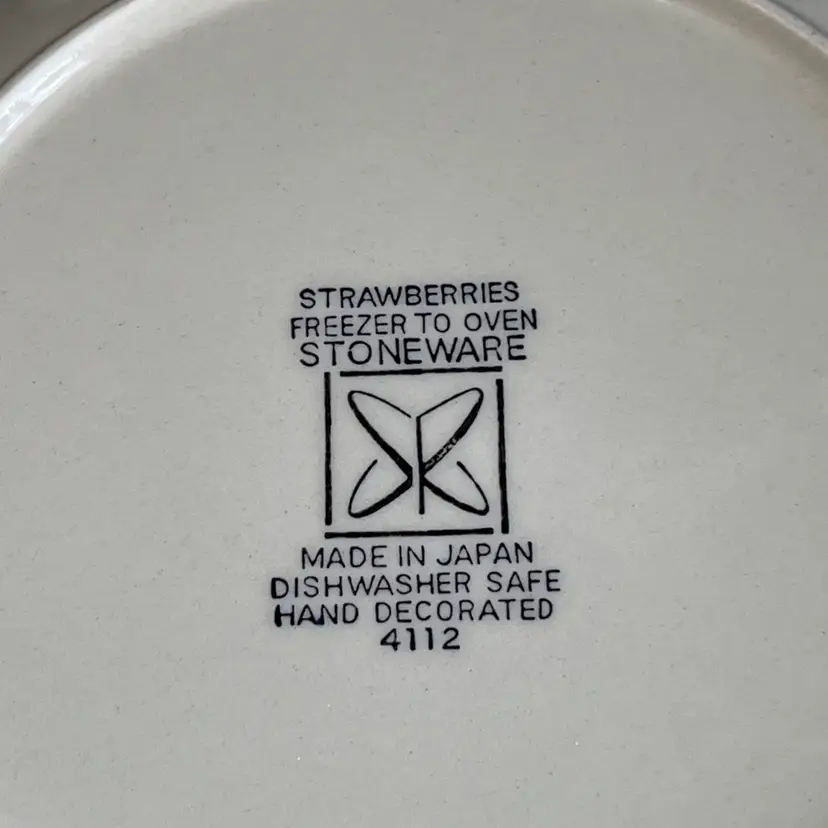 STRAWBERRIES
FREEZER TO OVEN
STONEWARE
MADE IN JAPAN
DISHWASHER SAFE
HAND DECORATED
4112